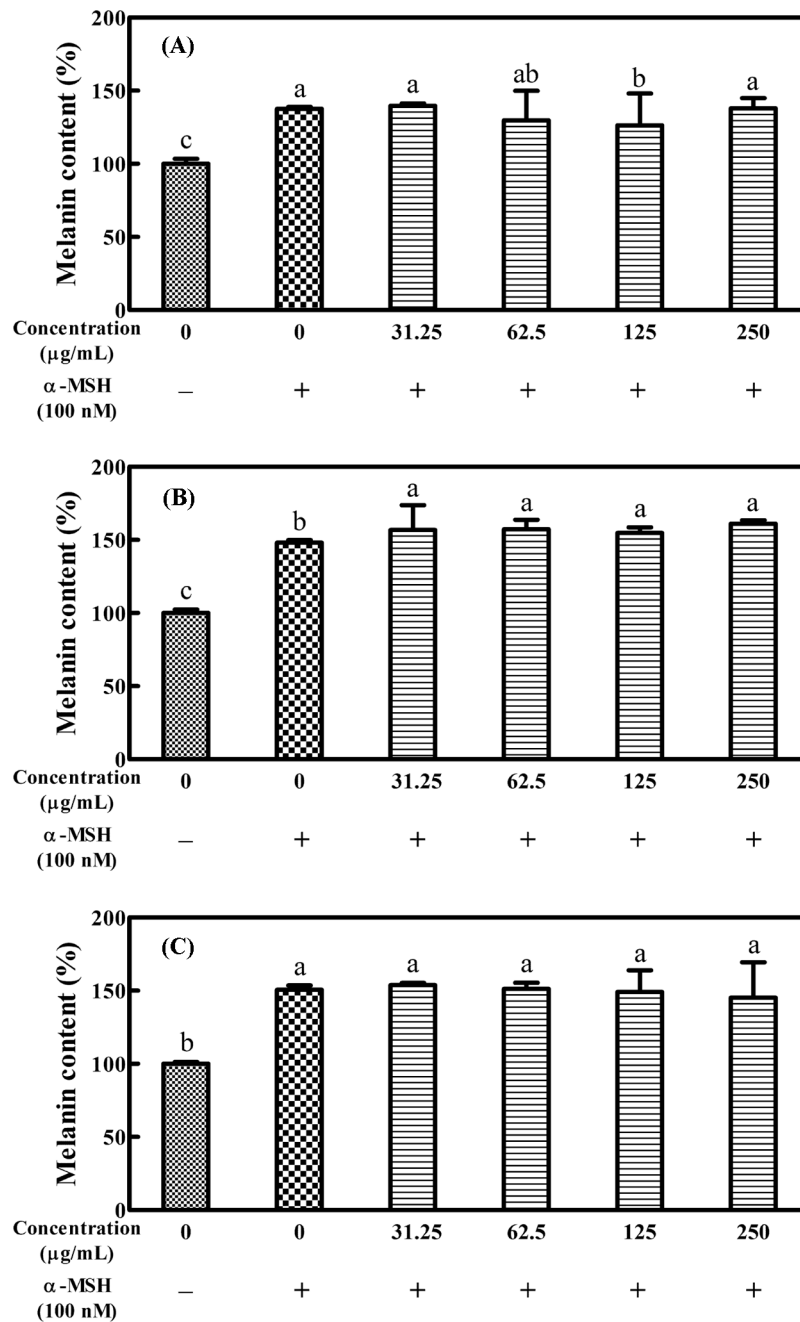 200
(A)
150
100
50
0
Melanin content (%)
c a a ab b a
Concentration 0 0 31.25 62.5 125 250
(µg/mL)
α-MSH − + + + + +
(100 nM)
200
(B)
150
100
50
0
Melanin content (%)
c b a a a a
Concentration 0 0 31.25 62.5 125 250
(µg/mL)
α-MSH − + + + + +
(100 nM)
200
(C)
150
100
50
0
Melanin content (%)
b a a a a a
Concentration 0 0 31.25 62.5 125 250
(µg/mL)
α-MSH − + + + + +
(100 nM)